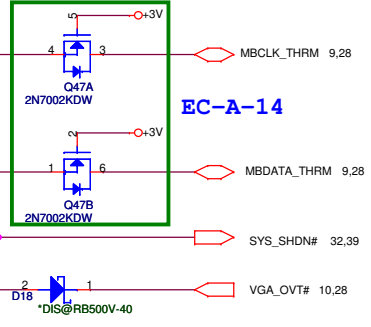 5
+3V
4 3
MBCLK_THRM 9,28
Q47A
2N7002KDW
EC-A-14
2
+3V
1 6
MBDATA_THRM 9,28
Q47B
2N7002KDW
SYS_SHDN# 32,39
2 1
VGA_OVT# 10,28
D18
*DIS@RB500V-40